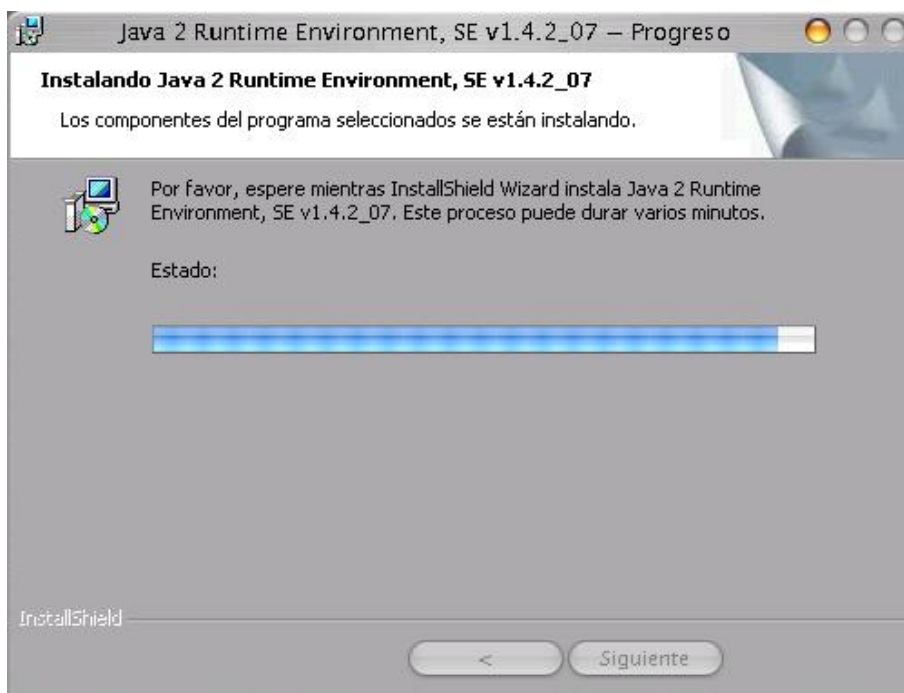 Java 2 Runtime Environment, SE v1.4.2_07 – Progreso
Instalando Java 2 Runtime Environment, SE v1.4.2_07
Los componentes del programa seleccionados se están instalando.
Por favor, espere mientras InstallShield Wizard instala Java 2 Runtime
Environment, SE v1.4.2_07. Este proceso puede durar varios minutos.
Estado:
InstallShield
< Siguiente